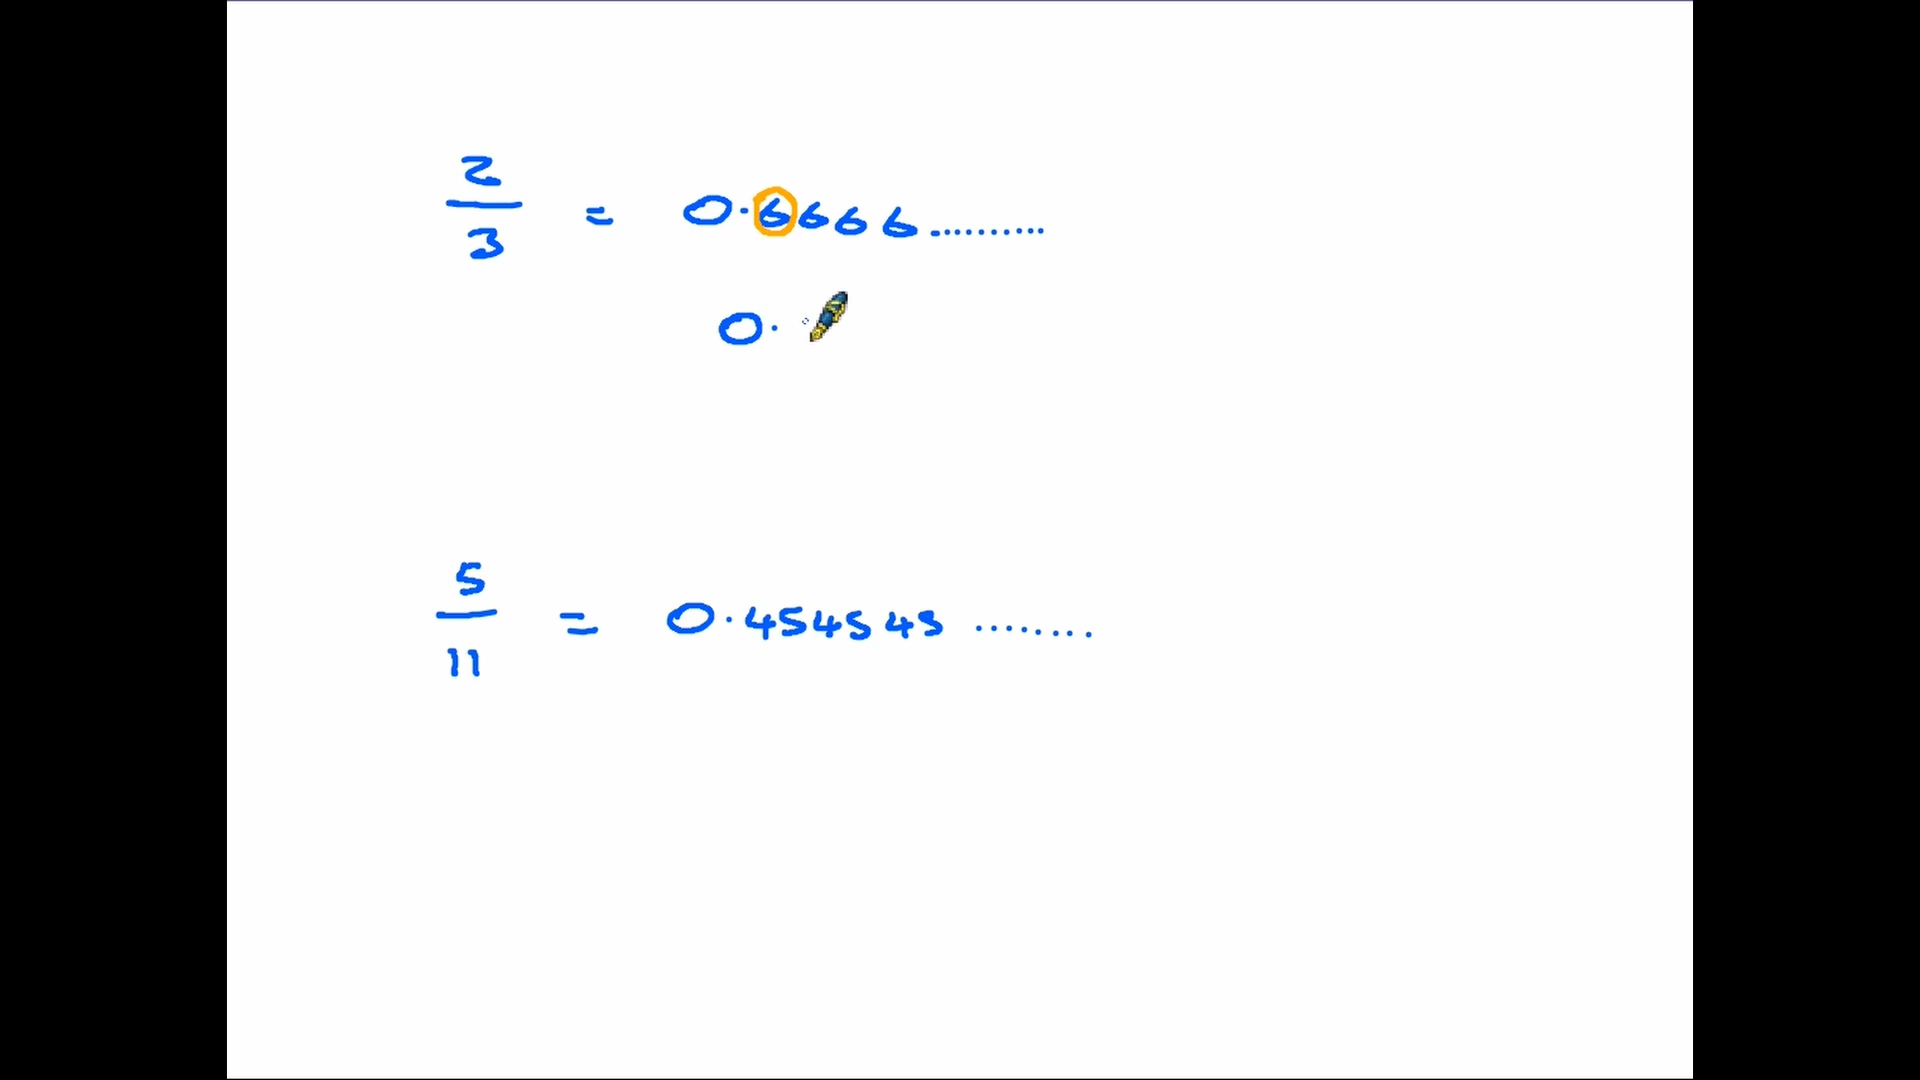 2/3 = 0.6666..........
0.
5/11 = 0.454545 ........